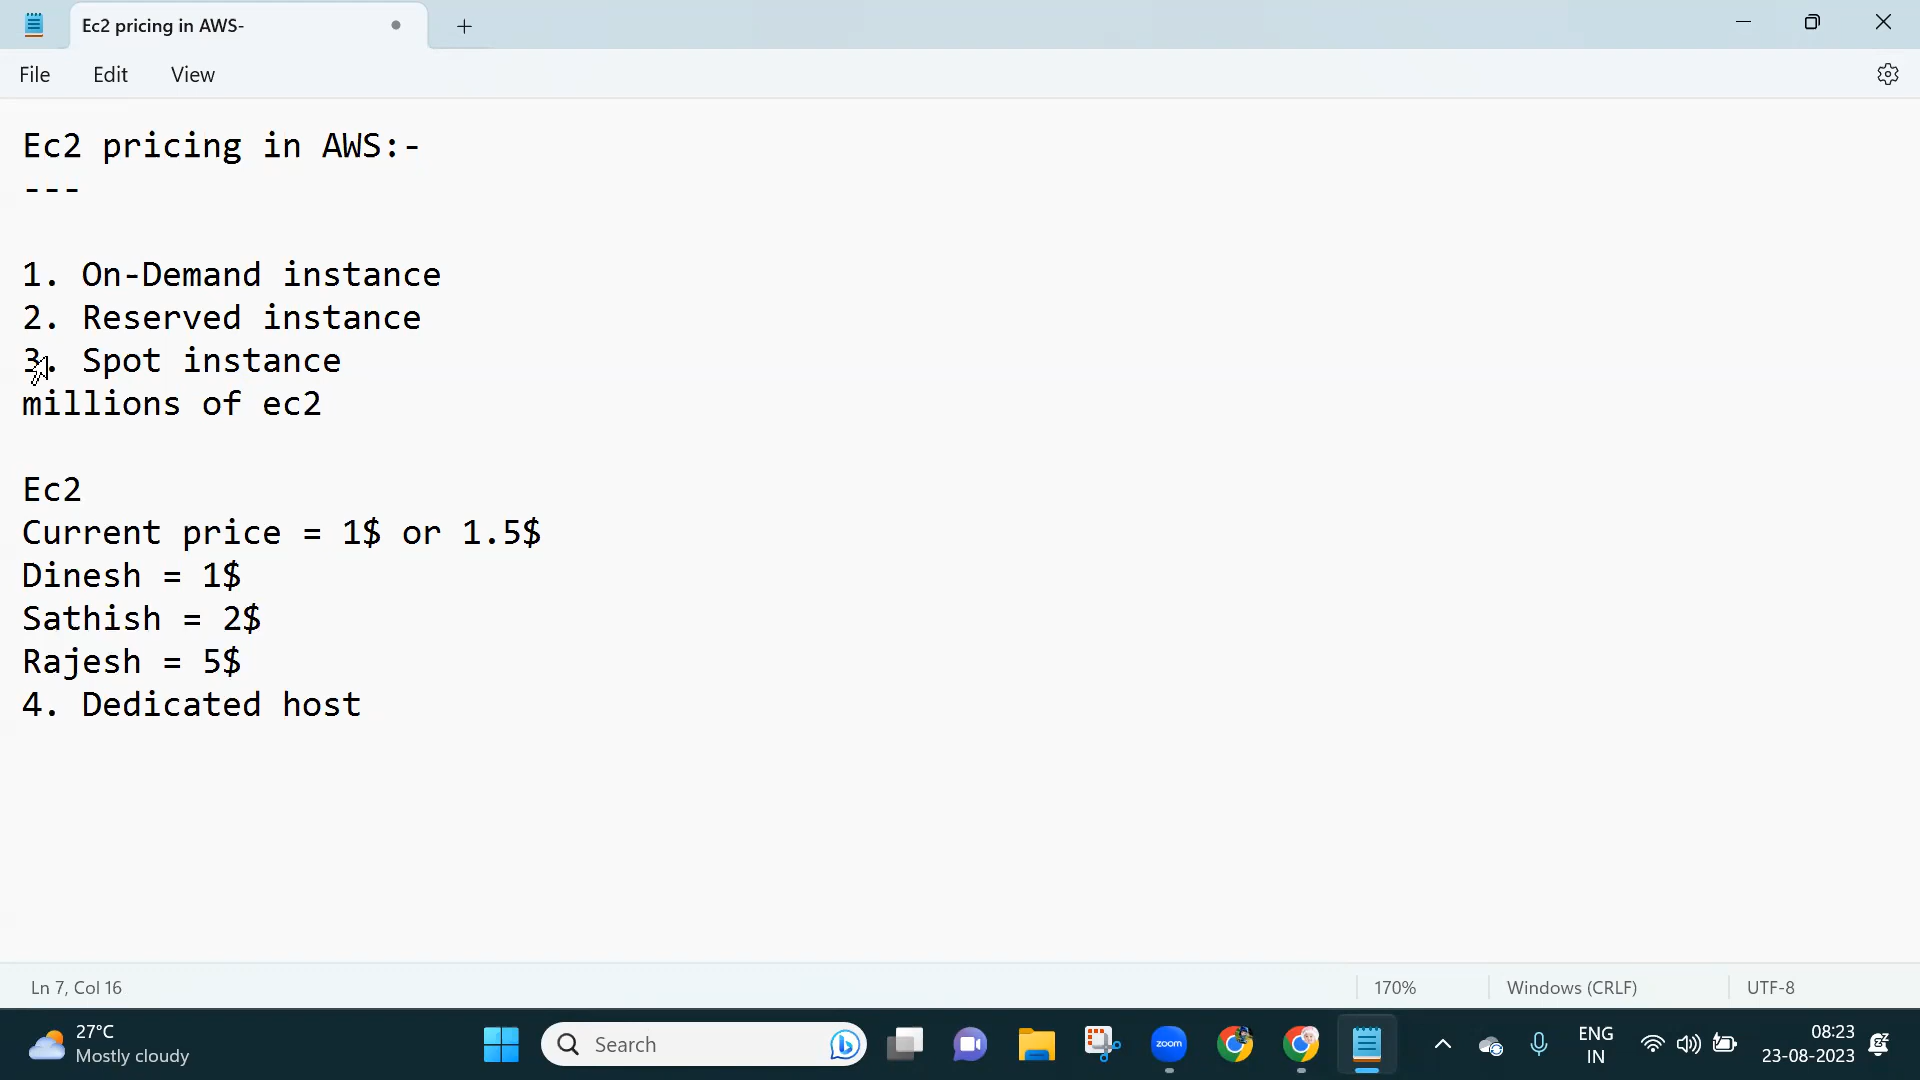 Ec2 pricing in AWS-
File Edit View
Ec2 pricing in AWS:-
---
1. On-Demand instance
2. Reserved instance
3. Spot instance
millions of ec2
Ec2
Current price = 1$ or 1.5$
Dinesh = 1$
Sathish = 2$
Rajesh = 5$
4. Dedicated host
Ln 7, Col 16 170% Windows (CRLF) UTF-8
27°C
Mostly cloudy
Search
zoom
ENG
IN
08:23
23-08-2023